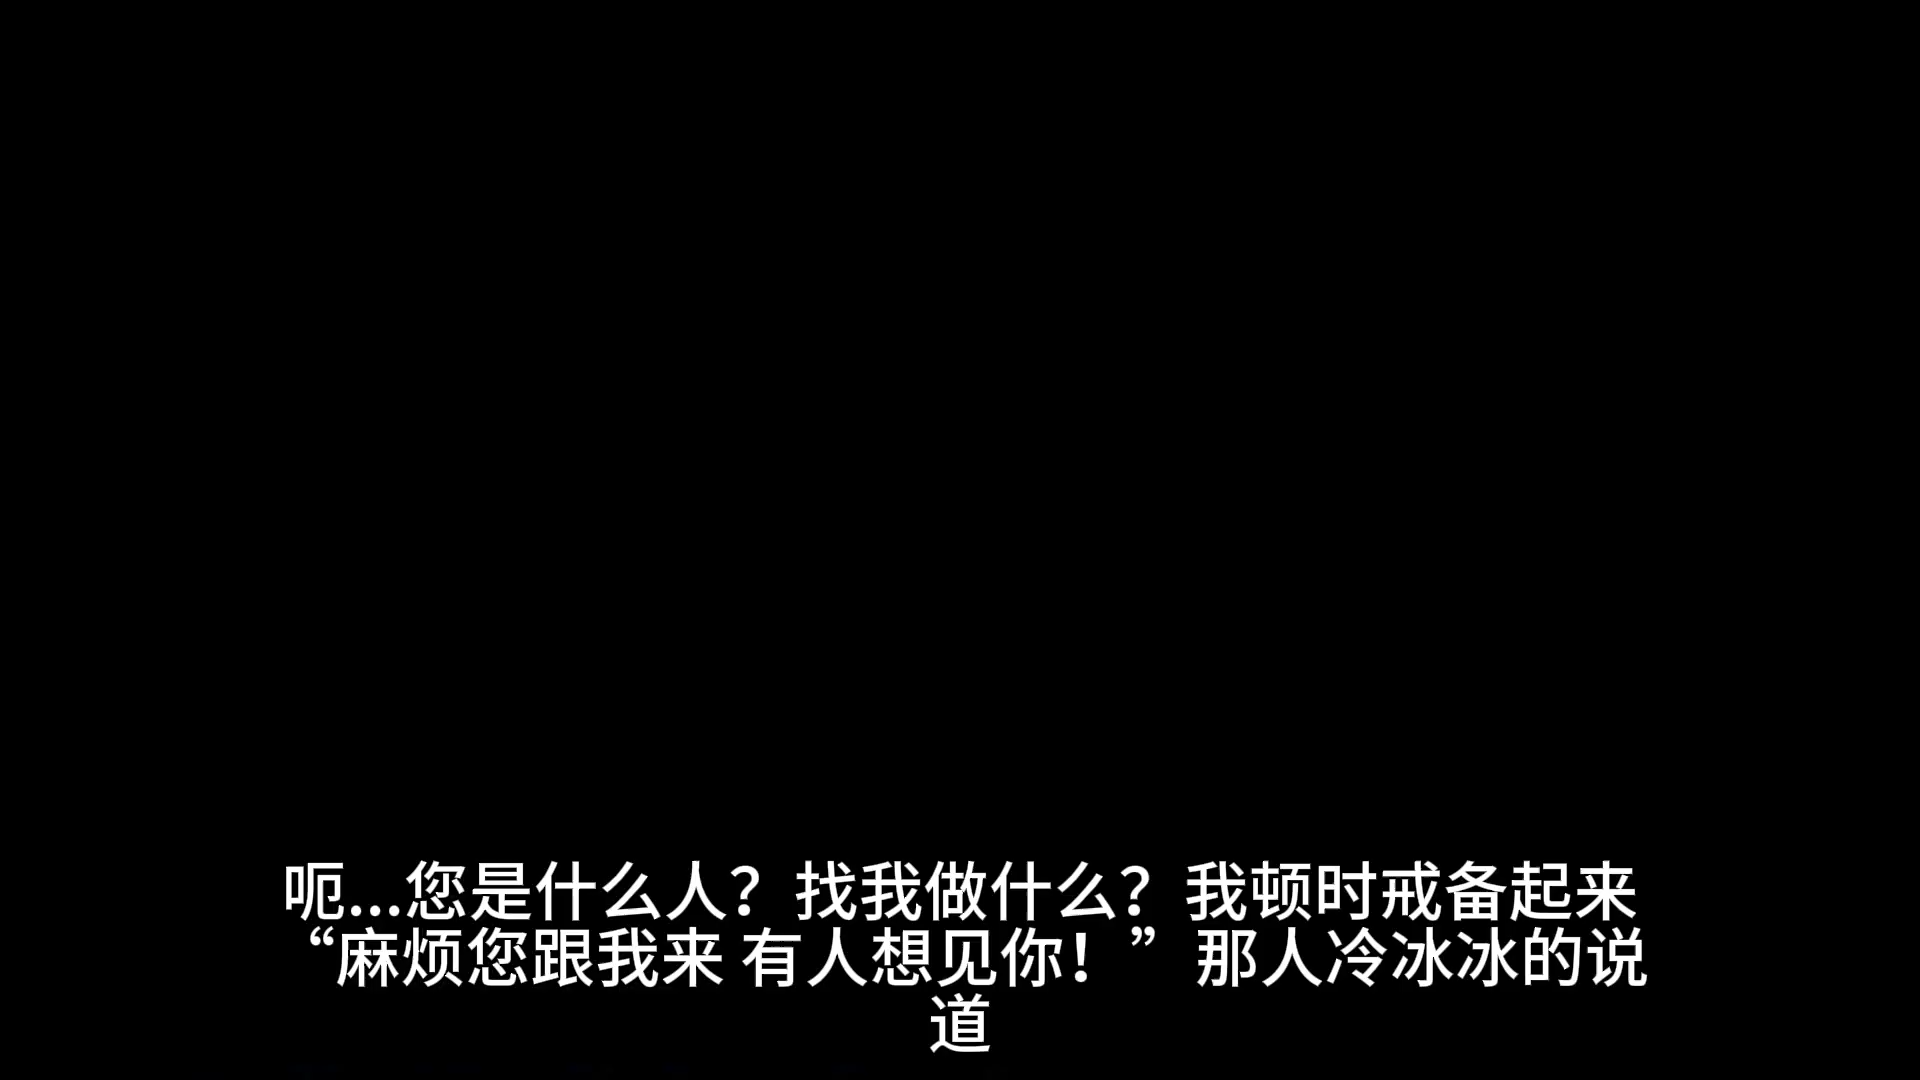 呃...您是什么人？找我做什么？我顿时戒备起来
“麻烦您跟我来 有人想见你！”那人冷冰冰的说
道